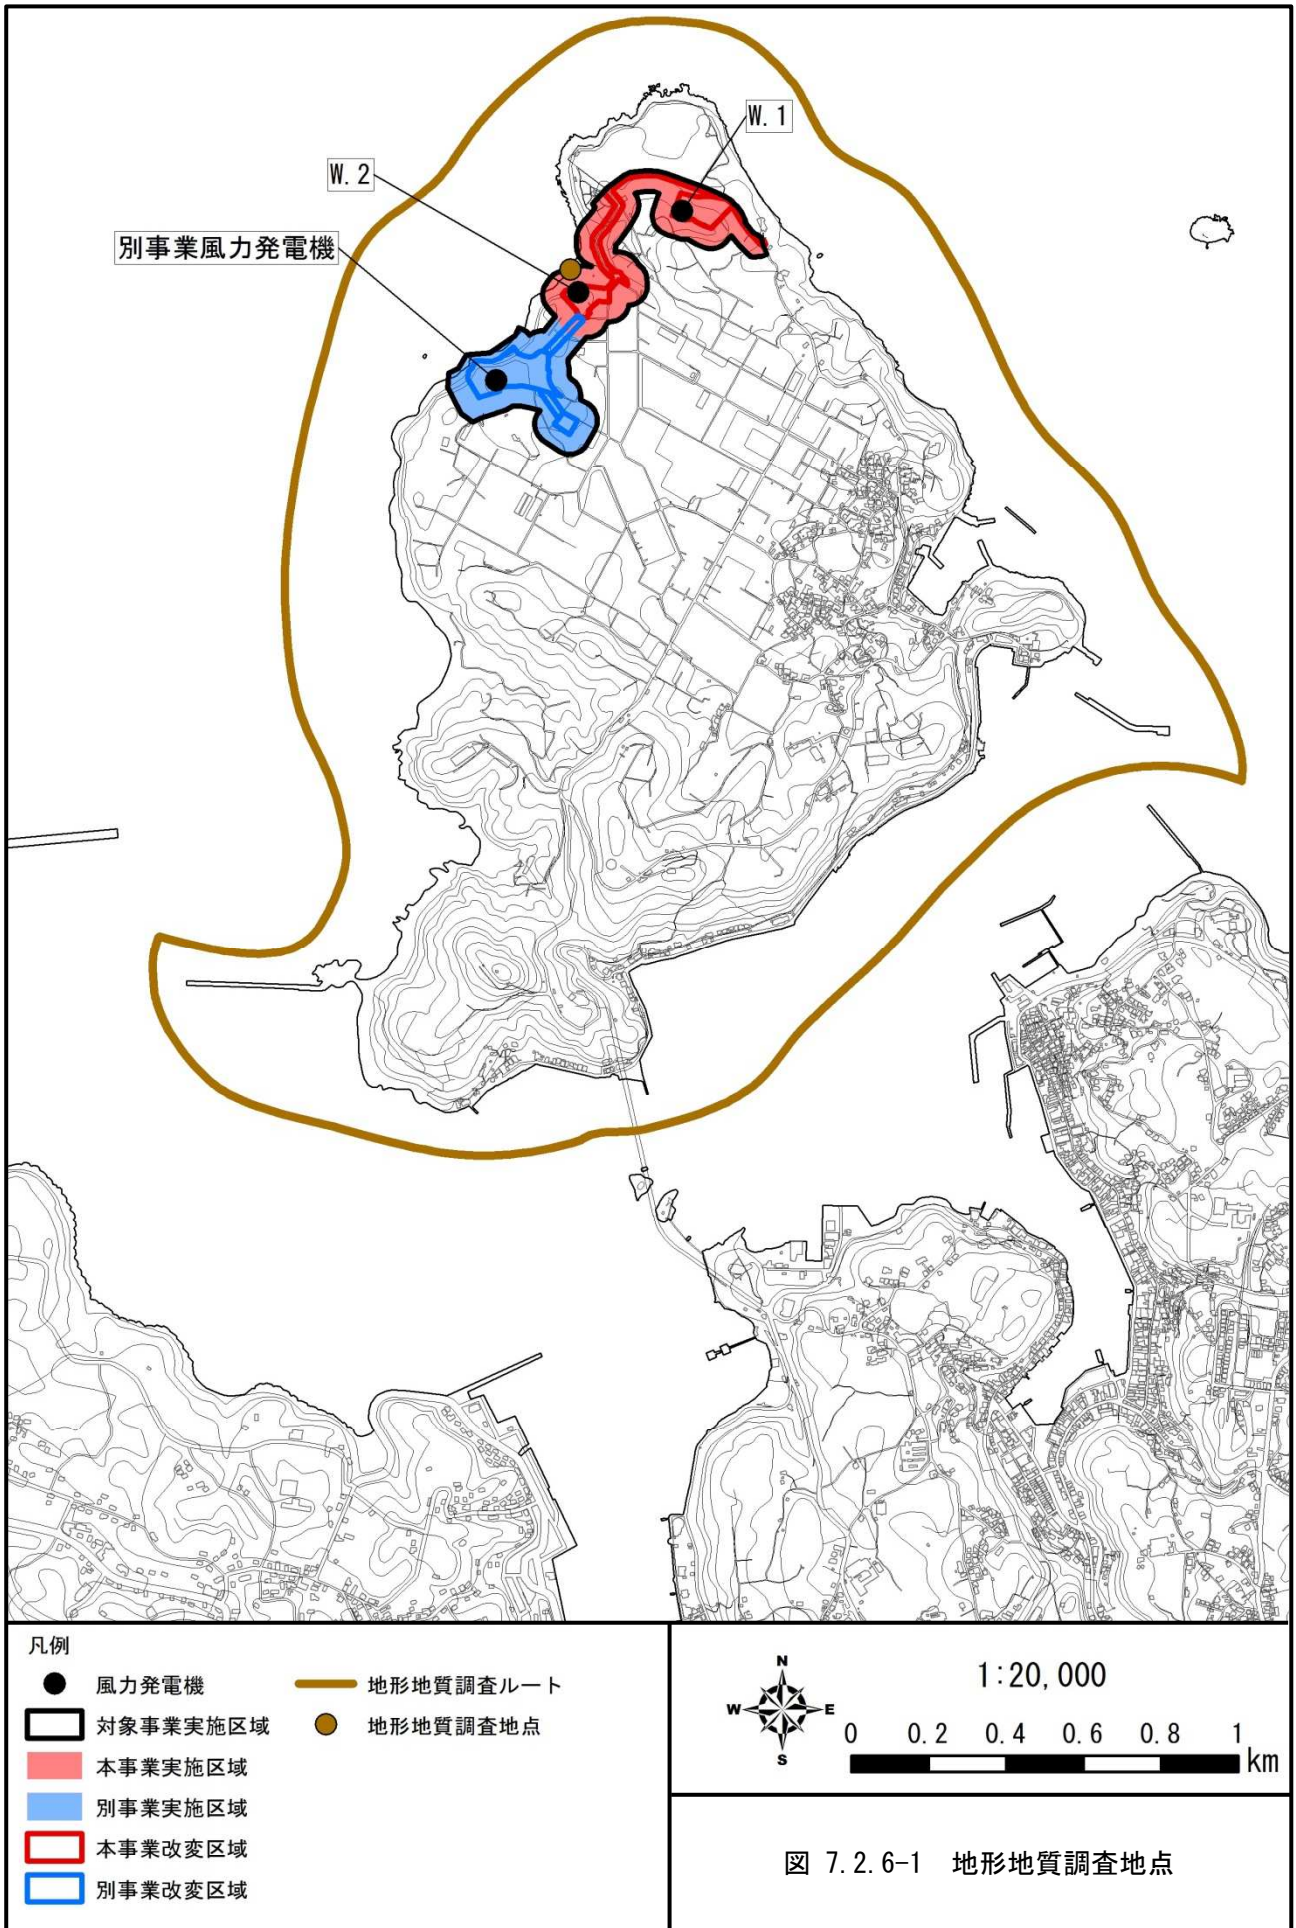 W.1
W.2
別事業風力発電機
凡例
風力発電機
対象事業実施区域
本事業実施区域
別事業実施区域
本事業改変区域
別事業改変区域
地形地質調査ルート
地形地質調査地点
N
W
E
S
1:20,000
0 0.2 0.4 0.6 0.8 1
km
図 7.2.6-1 地形地質調査地点